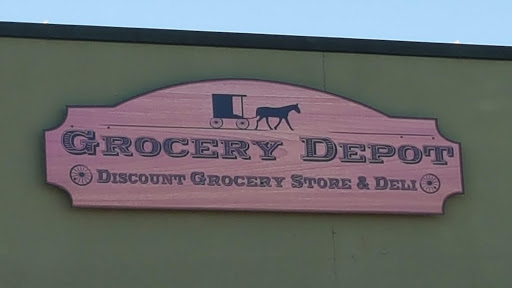 GROCERY DEPOT
DISCOUNT GROCERY STORE & DELI